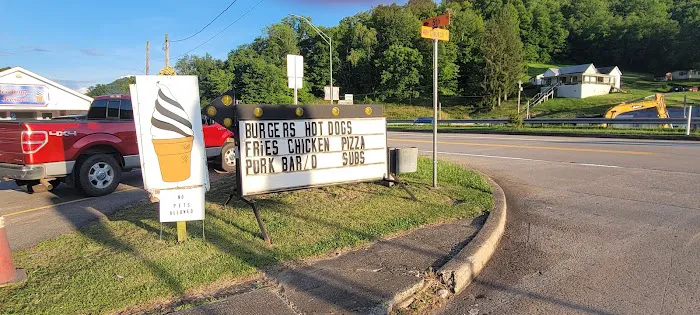 BURGERS HOT DOGS
FRIES CHICKEN PIZZA
PORK BAR/Q SUBS
NO
PETS
ALLOWED